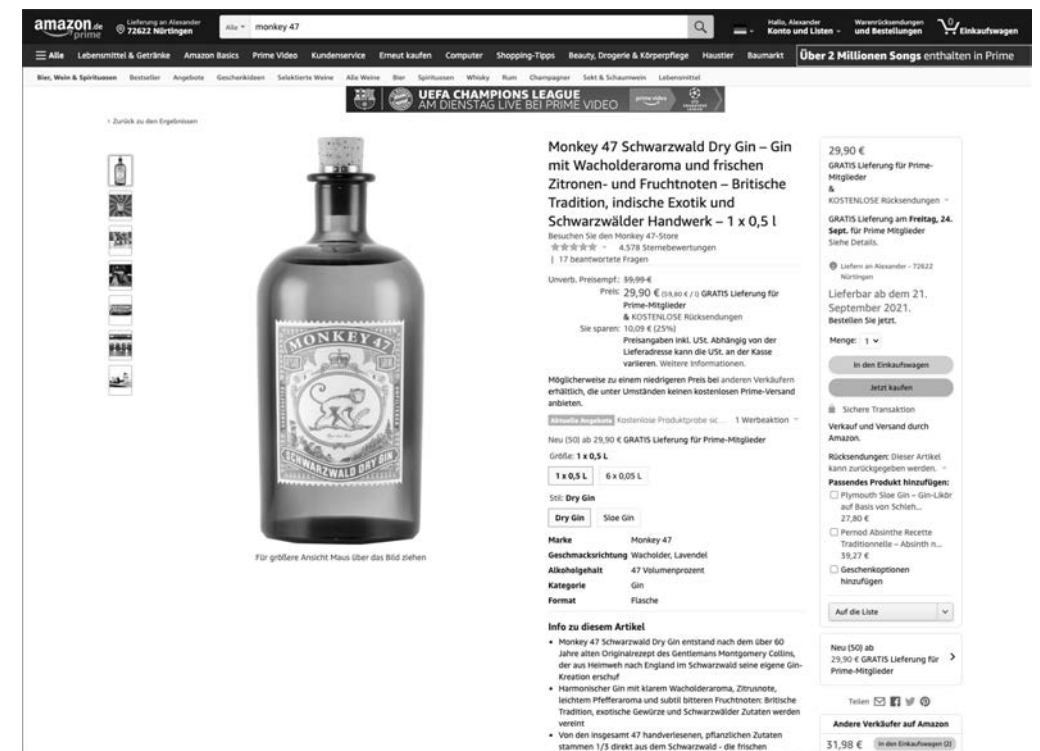 amazon.de
prime
Lieferung an Alexander
72622 Nürtingen
Alle
monkey 47
Hallo, Alexander
Konto und Listen
Warenrücksendungen
und Bestellungen
0
Einkaufswagen
Alle Lebensmittel & Getränke Amazon Basics Prime Video Kundenservice Erneut kaufen Computer Shopping-Tipps Beauty, Drogerie & Körperpflege Haustier Baumarkt Über 2 Millionen Songs enthalten in Prime
Bier, Wein & Spirituosen Bestseller Angebote Geschenkideen Selektierte Weine Alle Weine Bier Spirituosen Whisky Rum Champagner Sekt & Schaumwein Lebensmittel
UEFA CHAMPIONS LEAGUE
AM DIENSTAG LIVE BEI PRIME VIDEO
prime video
‹ Zurück zu den Ergebnissen
MONKEY 47
SCHWARZWALD DRY GIN
Für größere Ansicht Maus über das Bild ziehen
Monkey 47 Schwarzwald Dry Gin – Gin
mit Wacholderaroma und frischen
Zitronen- und Fruchtnoten – Britische
Tradition, indische Exotik und
Schwarzwälder Handwerk – 1 x 0,5 l
Besuchen Sie den Monkey 47-Store
4.578 Sternebewertungen
| 17 beantwortete Fragen
Unverb. Preisempf.: 39,99 €
Preis: 29,90 € (59,80 € / l) GRATIS Lieferung für
Prime-Mitglieder
& KOSTENLOSE Rücksendungen
Sie sparen: 10,09 € (25%)
Preisangaben inkl. USt. Abhängig von der
Lieferadresse kann die USt. an der Kasse
variieren. Weitere Informationen.
Möglicherweise zu einem niedrigeren Preis bei anderen Verkäufern
erhältlich, die unter Umständen keinen kostenlosen Prime-Versand
anbieten.
Aktuelle Angebote Kostenlose Produktprobe sic... 1 Werbeaktion
Neu (50) ab 29,90 € GRATIS Lieferung für Prime-Mitglieder
Größe: 1 x 0,5 L
1 x 0,5 L 6 x 0,05 L
Stil: Dry Gin
Dry Gin Sloe Gin
Marke Monkey 47
Geschmacksrichtung Wacholder, Lavendel
Alkoholgehalt 47 Volumenprozent
Kategorie Gin
Format Flasche
Info zu diesem Artikel
• Monkey 47 Schwarzwald Dry Gin entstand nach dem über 60
Jahre alten Originalrezept des Gentlemans Montgomery Collins,
der aus Heimweh nach England im Schwarzwald seine eigene Gin-
Kreation erschuf
• Harmonischer Gin mit klarem Wacholderaroma, Zitrusnote,
leichtem Pfefferaroma und subtil bitteren Fruchtnoten: Britische
Tradition, exotische Gewürze und Schwarzwälder Zutaten werden
vereint
• Von den insgesamt 47 handverlesenen, pflanzlichen Zutaten
stammen 1/3 direkt aus dem Schwarzwald - die frischen
29,90 €
GRATIS Lieferung für Prime-
Mitglieder
&
KOSTENLOSE Rücksendungen
GRATIS Lieferung am Freitag, 24.
Sept. für Prime Mitglieder
Siehe Details.
Liefern an Alexander - 72622
Nürtingen
Lieferbar ab dem 21.
September 2021.
Bestellen Sie jetzt.
Menge: 1
In den Einkaufswagen
Jetzt kaufen
Sichere Transaktion
Verkauf und Versand durch
Amazon.
Rücksendungen: Dieser Artikel
kann zurückgegeben werden.
Passendes Produkt hinzufügen:
Plymouth Sloe Gin – Gin-Likör
auf Basis von Schleh...
27,80 €
Pernod Absinthe Recette
Traditionnelle – Absinth n...
39,27 €
Geschenkoptionen
hinzufügen
Auf die Liste
Neu (50) ab
29,90 € GRATIS Lieferung für
Prime-Mitglieder
Teilen
Andere Verkäufer auf Amazon
31,98 € In den Einkaufswagen (2)